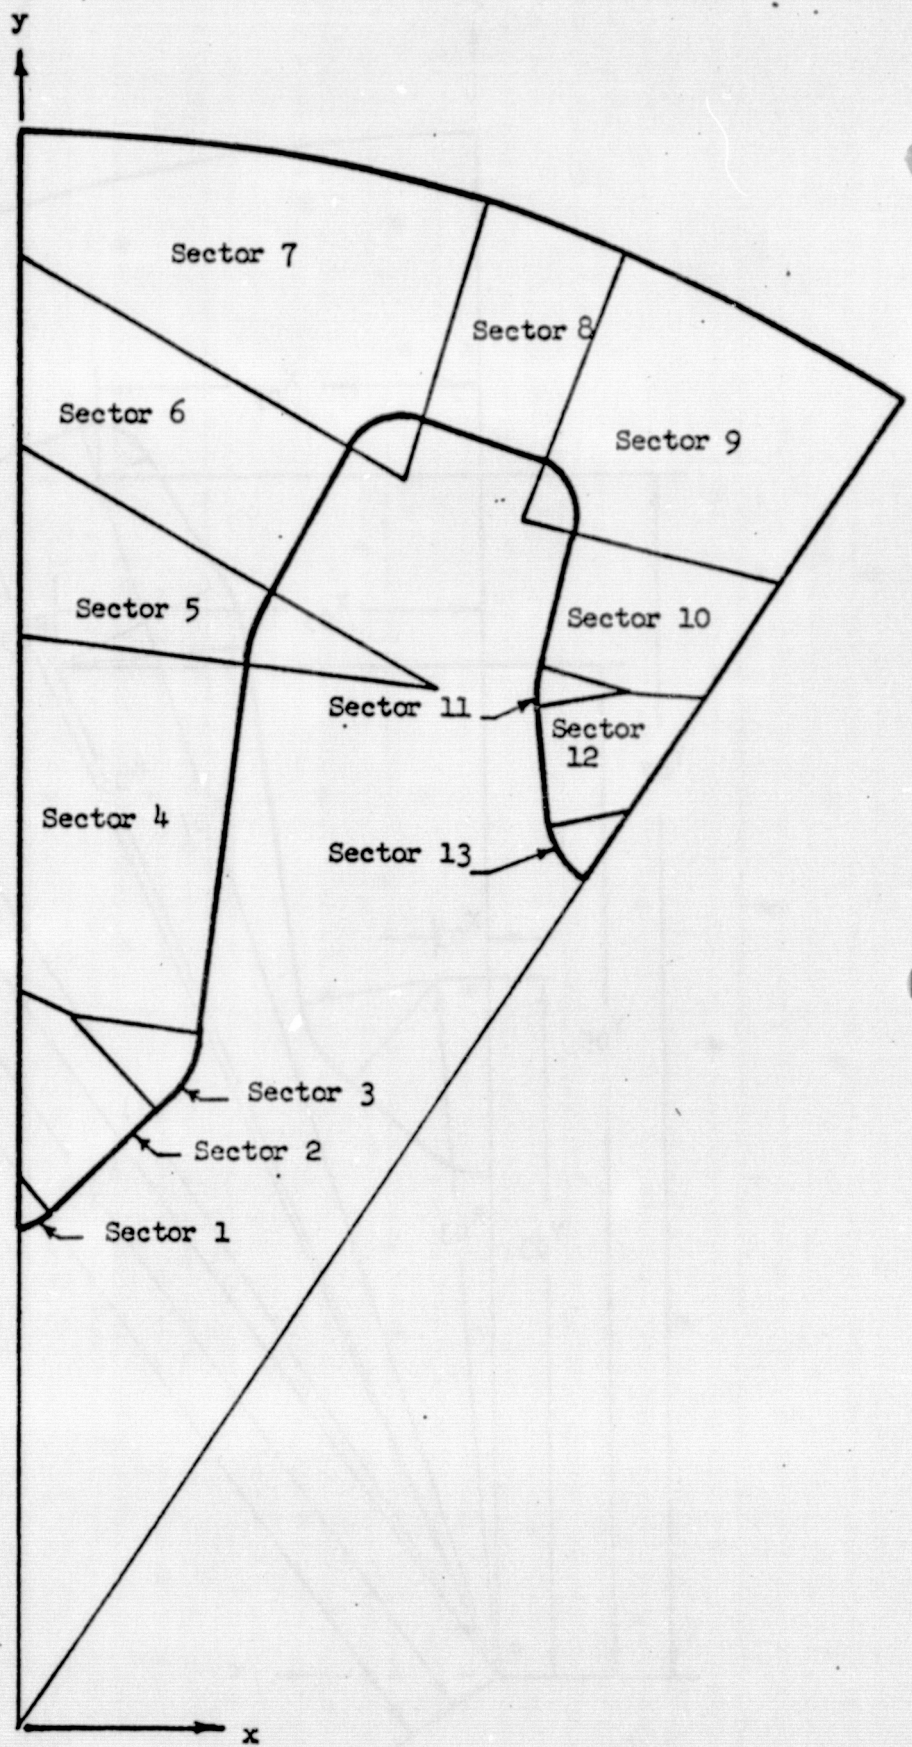 y
Sector 7
Sector 8
Sector 6
Sector 9
Sector 5
Sector 10
Sector 11
Sector
12
Sector 4
Sector 13
Sector 3
Sector 2
Sector 1
x